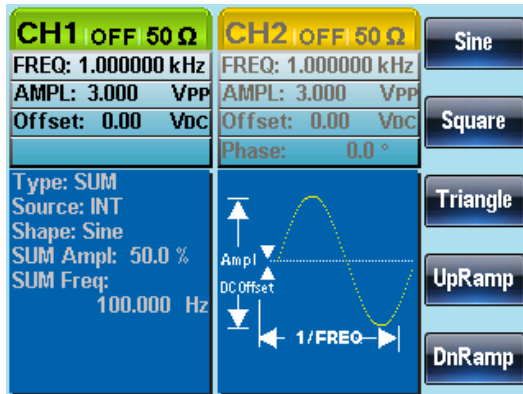 CH1 OFF 50 Ω
FREQ: 1.000000 kHz
AMPL: 3.000 VPP
Offset: 0.00 VDC
CH2 OFF 50 Ω
FREQ: 1.000000 kHz
AMPL: 3.000 VPP
Offset: 0.00 VDC
Phase: 0.0 °
Type: SUM
Source: INT
Shape: Sine
SUM Ampl: 50.0 %
SUM Freq:
100.000 Hz
Ampl
DC Offset
1/FREQ
Sine
Square
Triangle
UpRamp
DnRamp